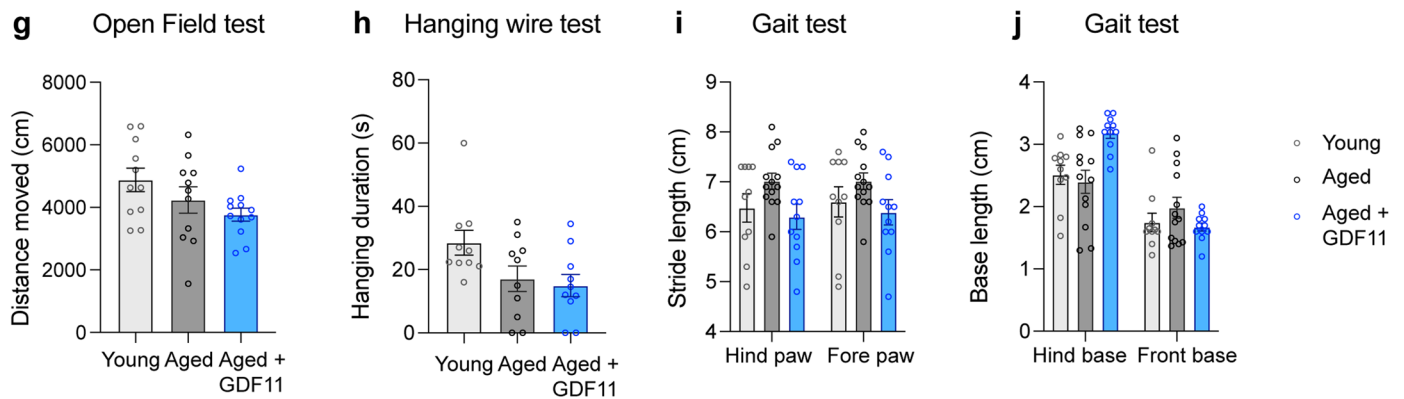 g Open Field test
Distance moved (cm)
8000
6000
4000
2000
0
Young Aged Aged +
GDF11
h Hanging wire test
Hanging duration (s)
80
60
40
20
0
Young Aged Aged +
GDF11
i Gait test
Stride length (cm)
9
8
7
6
5
4
Hind paw Fore paw
j Gait test
Base length (cm)
4
3
2
1
0
Hind base Front base
Young
Aged
Aged +
GDF11